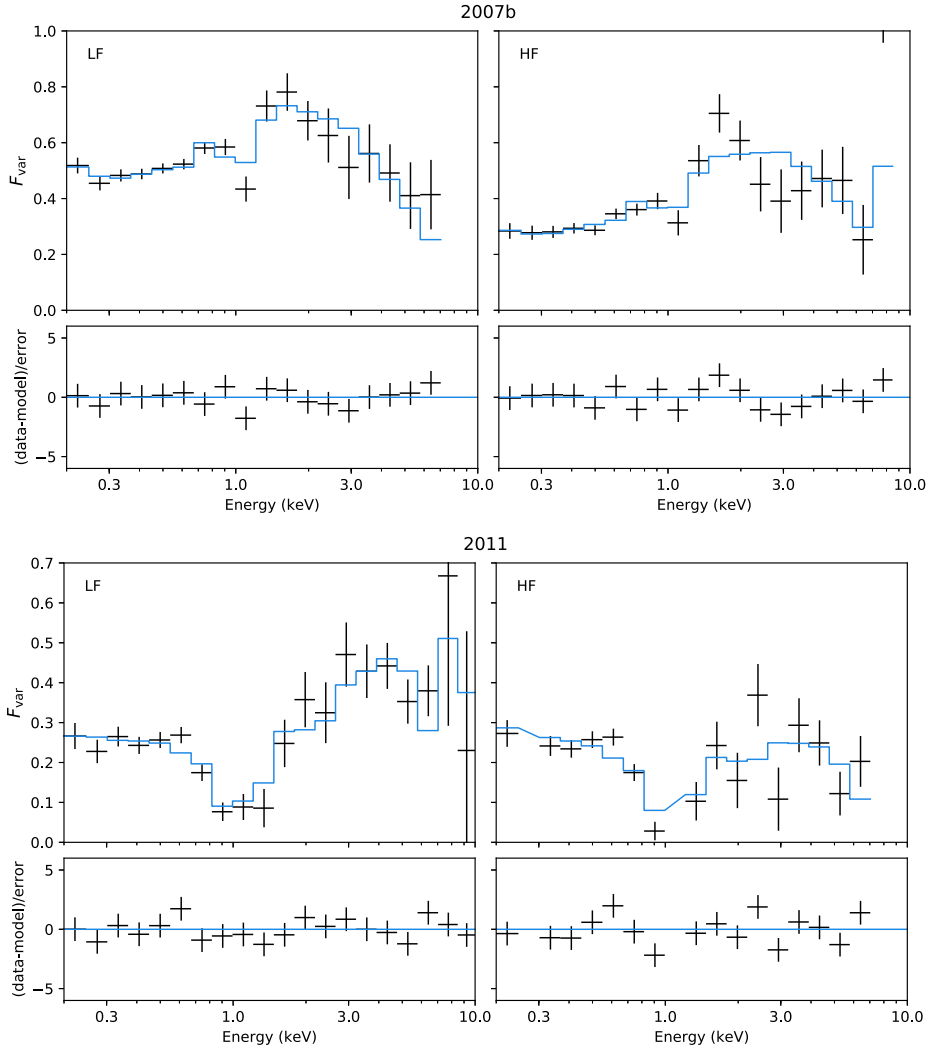 2007b
LF
HF
1.0
0.8
0.6
0.4
0.2
0.0
F_var
5
0
−5
(data-model)/error
0.3 1.0 3.0 10.0
0.3 1.0 3.0 10.0
Energy (keV)
Energy (keV)
2011
LF
HF
0.7
0.6
0.5
0.4
0.3
0.2
0.1
0.0
F_var
5
0
−5
(data-model)/error
0.3 1.0 3.0 10.0
0.3 1.0 3.0 10.0
Energy (keV)
Energy (keV)